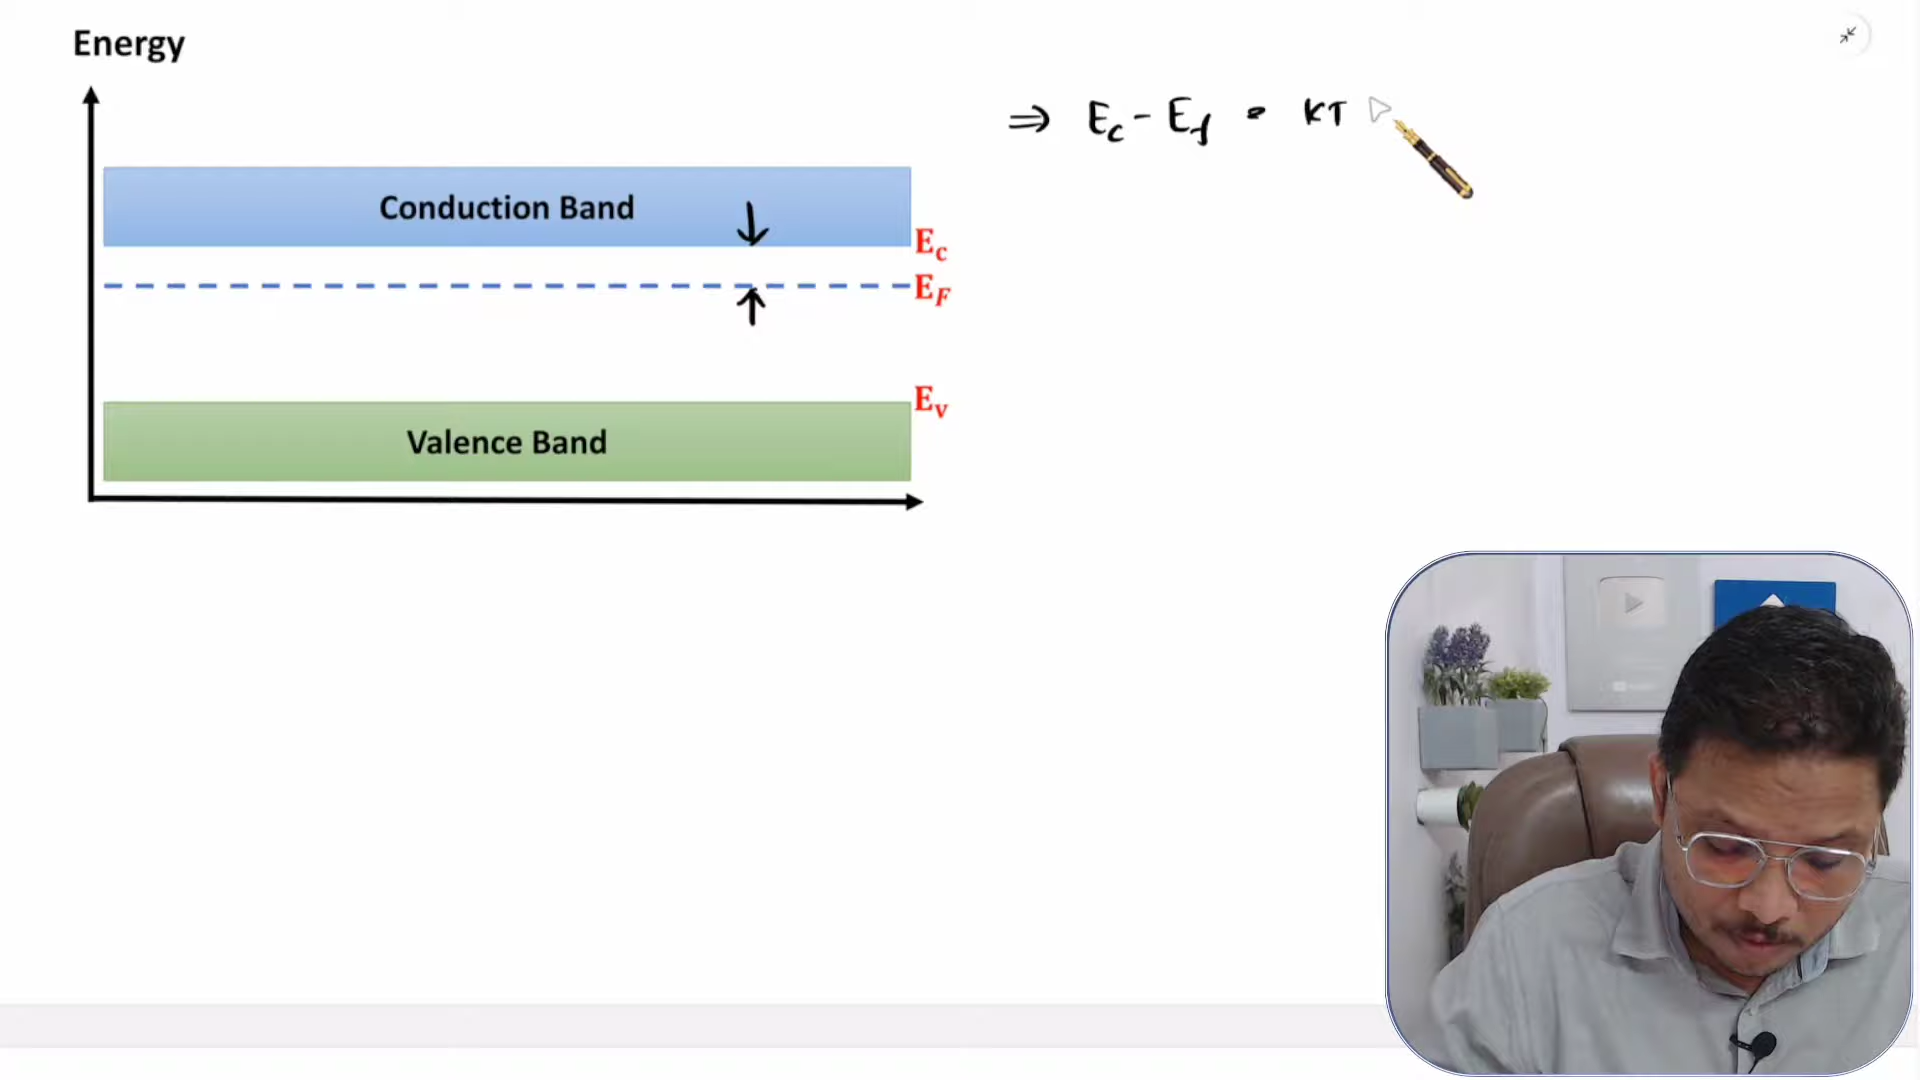 Energy
⇒ Ec - Ef = KT
Conduction Band
Ec
EF
Ev
Valence Band